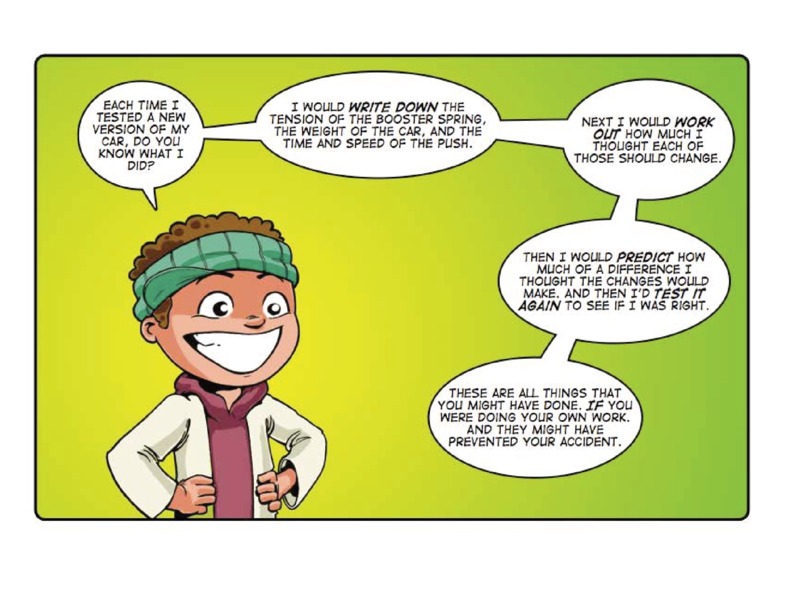 EACH TIME I
TESTED A NEW
VERSION OF MY
CAR, DO YOU
KNOW WHAT I
DID?
I WOULD WRITE DOWN THE
TENSION OF THE BOOSTER SPRING,
THE WEIGHT OF THE CAR, AND THE
TIME AND SPEED OF THE PUSH.
NEXT I WOULD WORK
OUT HOW MUCH I
THOUGHT EACH OF
THOSE SHOULD CHANGE.
THEN I WOULD PREDICT HOW
MUCH OF A DIFFERENCE I
THOUGHT THE CHANGES WOULD
MAKE. AND THEN I'D TEST IT
AGAIN TO SEE IF I WAS RIGHT.
THESE ARE ALL THINGS THAT
YOU MIGHT HAVE DONE. IF YOU
WERE DOING YOUR OWN WORK.
AND THEY MIGHT HAVE
PREVENTED YOUR ACCIDENT.